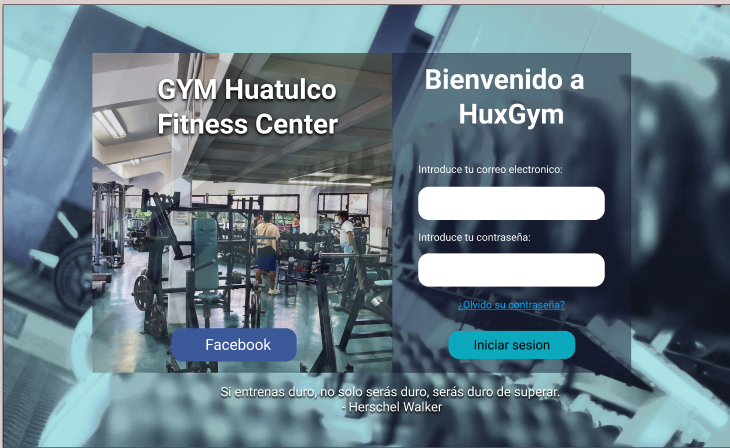 GYM Huatulco
Fitness Center
Facebook
Bienvenido a
HuxGym
Introduce tu correo electronico:
Introduce tu contraseña:
¿Olvido su contraseña?
Iniciar sesion
Si entrenas duro, no solo serás duro, serás duro de superar.
- Herschel Walker